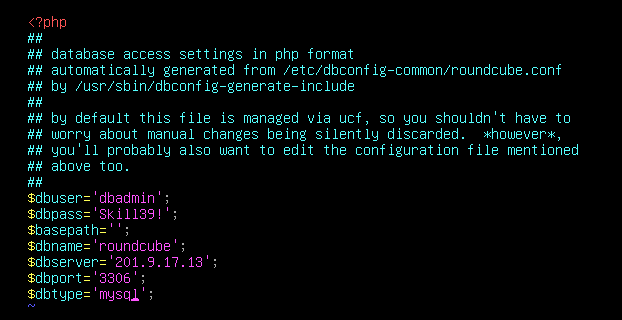 <?php
##
## database access settings in php format
## automatically generated from /etc/dbconfig-common/roundcube.conf
## by /usr/sbin/dbconfig-generate-include
##
## by default this file is managed via ucf, so you shouldn't have to
## worry about manual changes being silently discarded.  *however*,
## you'll probably also want to edit the configuration file mentioned
## above too.
##
$dbuser='dbadmin';
$dbpass='Skill39!';
$basepath='';
$dbname='roundcube';
$dbserver='201.9.17.13';
$dbport='3306';
$dbtype='mysql';
~